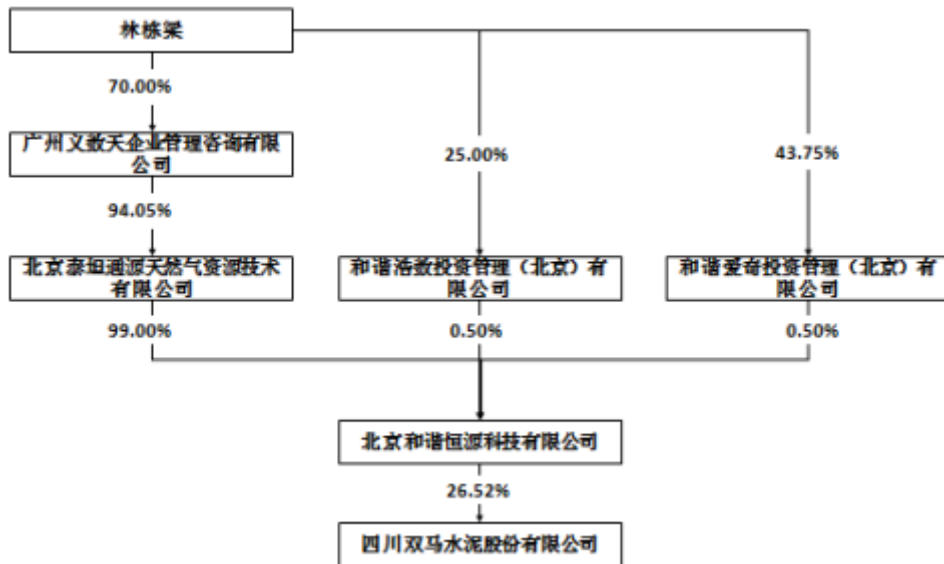 林栋梁
70.00%
广州义数天企业管理咨询有限
公司
25.00%
43.75%
94.05%
北京泰坦通源天然气资源技术
有限公司
和谐浩数投资管理（北京）有
限公司
和谐爱奇投资管理（北京）有
限公司
99.00%
0.50%
0.50%
北京和谐恒源科技有限公司
26.52%
四川双马水泥股份有限公司